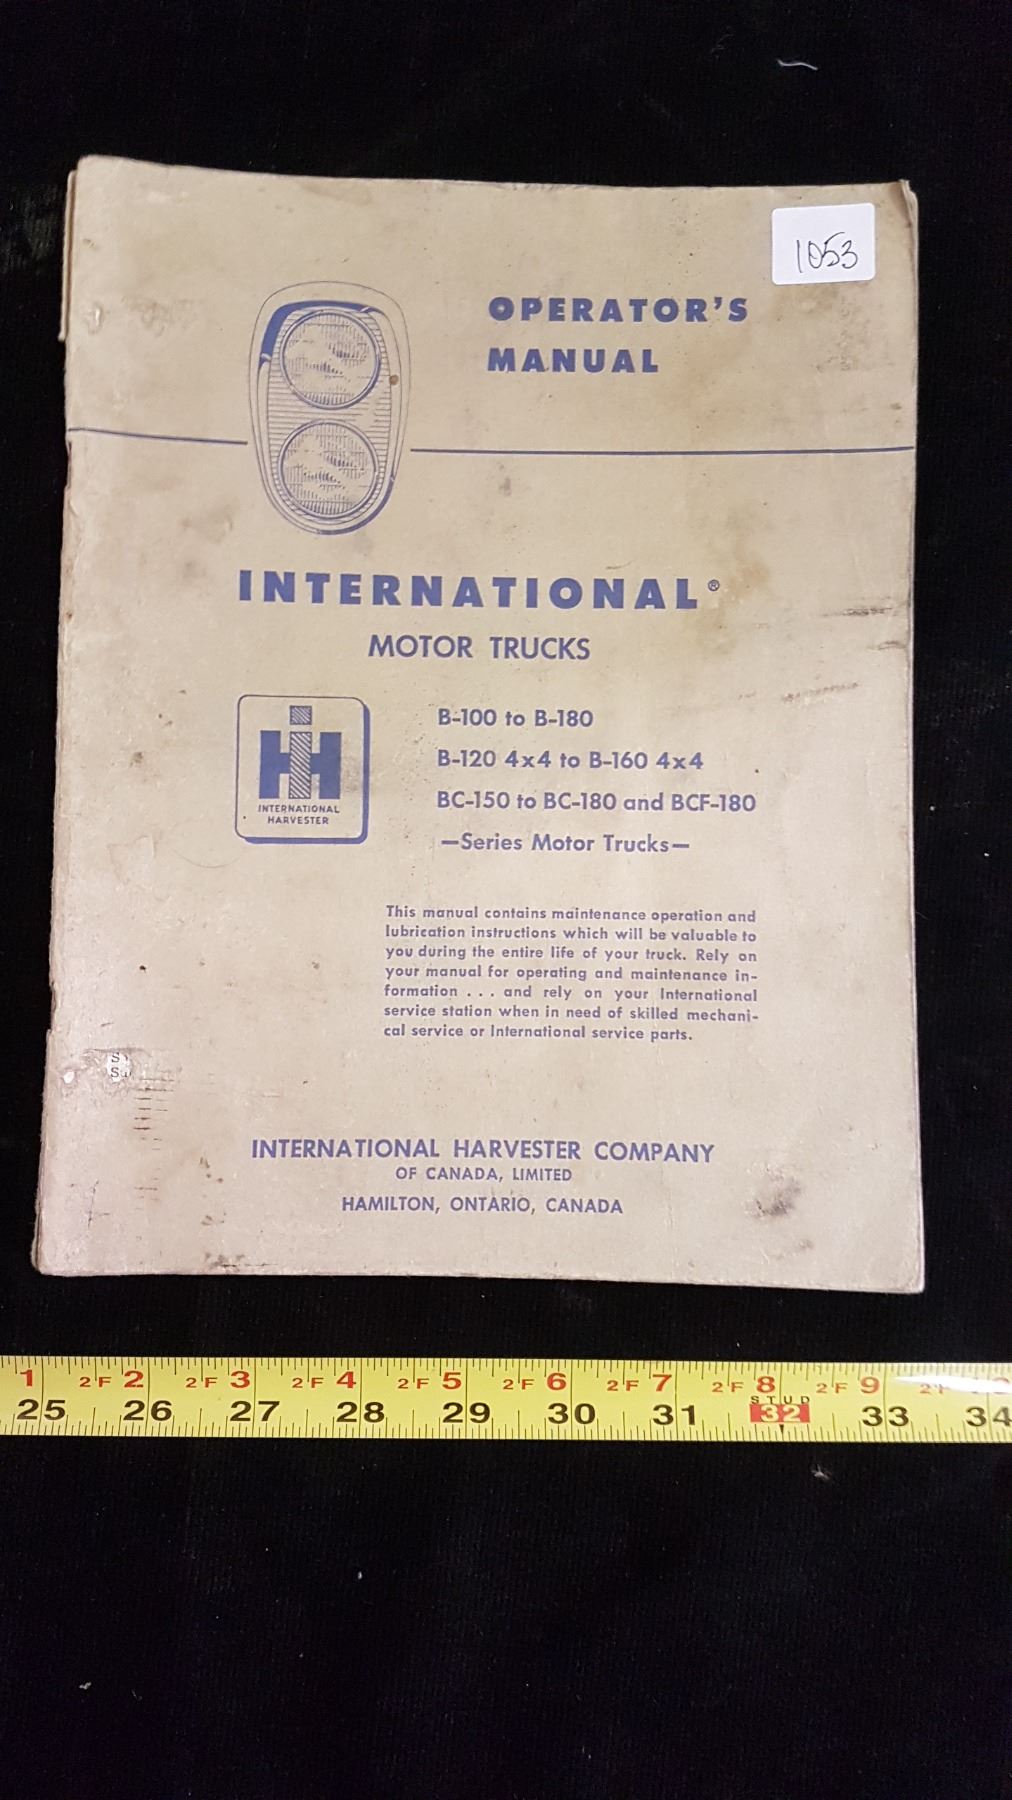 1053
OPERATOR'S
MANUAL
INTERNATIONAL®
MOTOR TRUCKS
IH
INTERNATIONAL
HARVESTER
B-100 to B-180
B-120 4x4 to B-160 4x4
BC-150 to BC-180 and BCF-180
—Series Motor Trucks—
This manual contains maintenance operation and
lubrication instructions which will be valuable to
you during the entire life of your truck. Rely on
your manual for operating and maintenance in-
formation . . . and rely on your International
service station when in need of skilled mechani-
cal service or International service parts.
INTERNATIONAL HARVESTER COMPANY
OF CANADA, LIMITED
HAMILTON, ONTARIO, CANADA
1 2F 2 2F 3 2F 4 2F 5 2F 6 2F 7 2F 8 2F 9
STUD
25 26 27 28 29 30 31 32 33 34